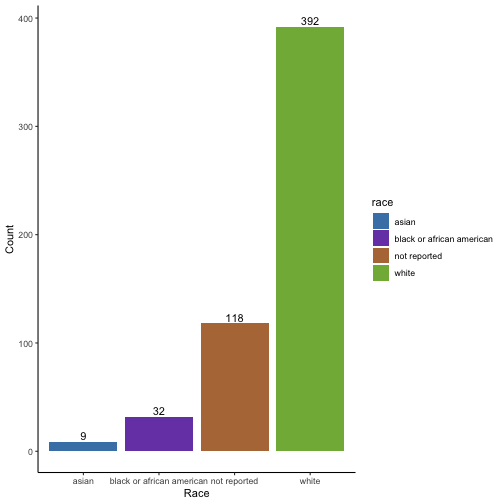 400
300
200
100
0
Count
392
118
32
9
asian
black or african american
not reported
white
Race
race
asian
black or african american
not reported
white